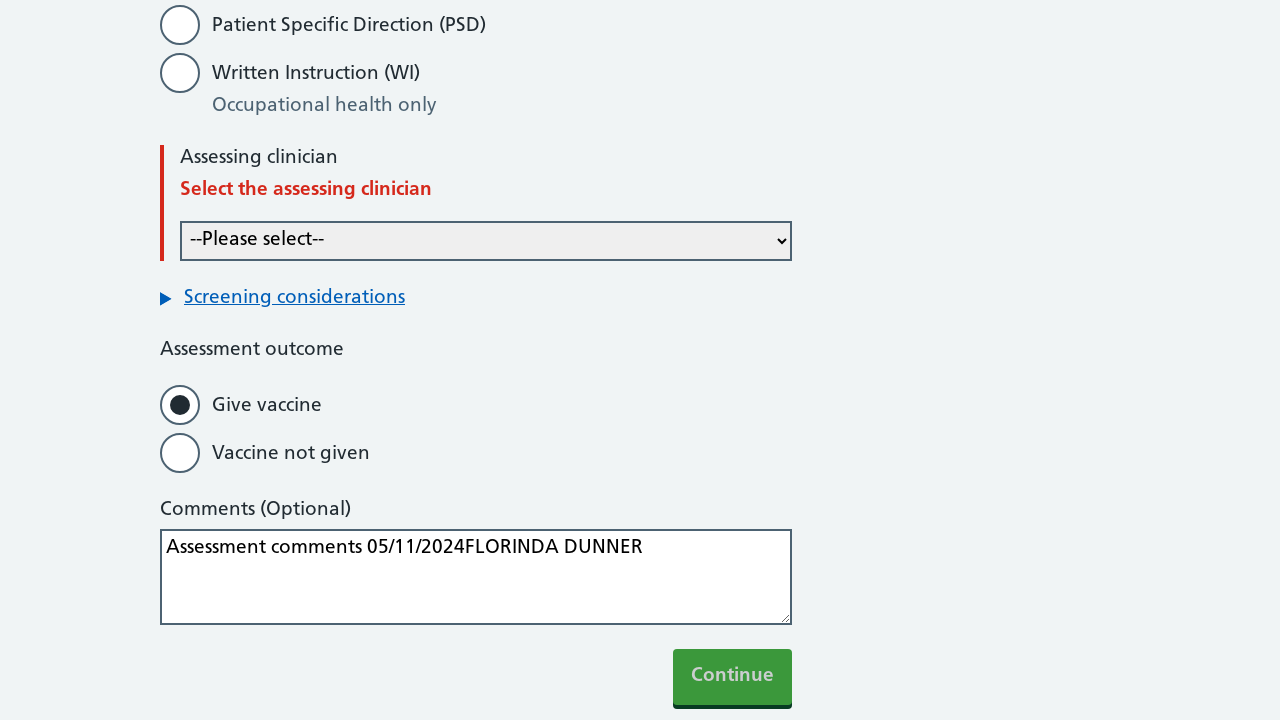 Patient Specific Direction (PSD)
Written Instruction (WI)
Occupational health only
Assessing clinician
Select the assessing clinician
--Please select--
Screening considerations
Assessment outcome
Give vaccine
Vaccine not given
Comments (Optional)
Assessment comments 05/11/2024FLORINDA DUNNER
Continue